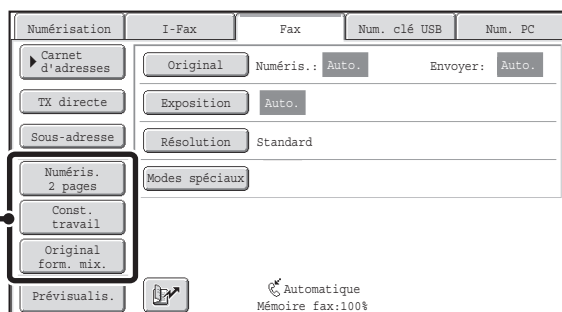 Numérisation
I-Fax
Fax
Num. clé USB
Num. PC
Carnet
d'adresses
Original
Numéris.: Auto.
Envoyer: Auto.
TX directe
Exposition
Auto.
Sous-adresse
Résolution
Standard
Numéris.
2 pages
Modes spéciaux
Const.
travail
Original
form. mix.
Prévisualis.
Automatique
Mémoire fax:100%